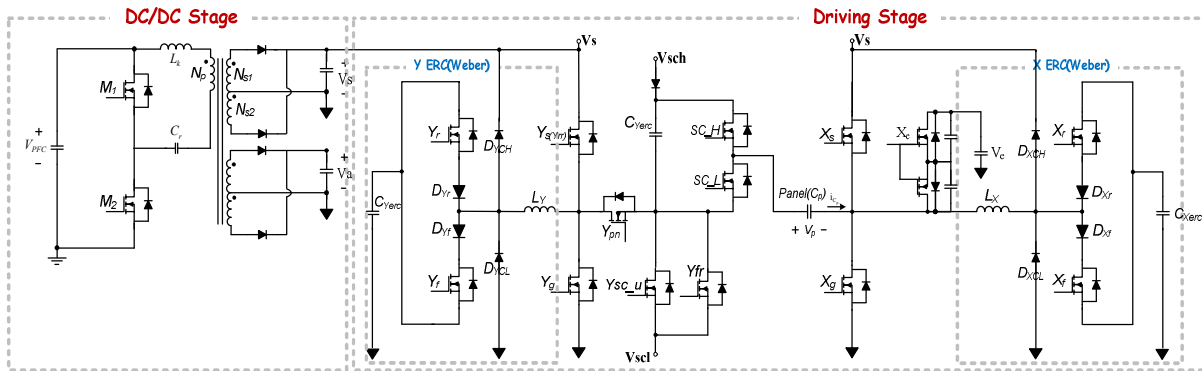 DC/DC Stage
Driving Stage
Lk
Np
Ns1
Ns2
M1
M2
Cr
+
VPFC
−
+
Vs
-
+
Va
-
Y ERC(Weber)
Yr
DYCH
DYr
CYerc
DYf
Yf
DYCL
LY
Vs
Ys(Yrr)
Yg
Ypn
Vsch
CYerc
SC_H
SC_L
Ysc_u
Yfr
Vscl
Panel(Cp)
+ Vp −
Vs
Xs
Xg
Xc
Vc
X ERC(Weber)
DXCH
Xr
DXr
LX
DXf
Xf
DXCL
CXerc